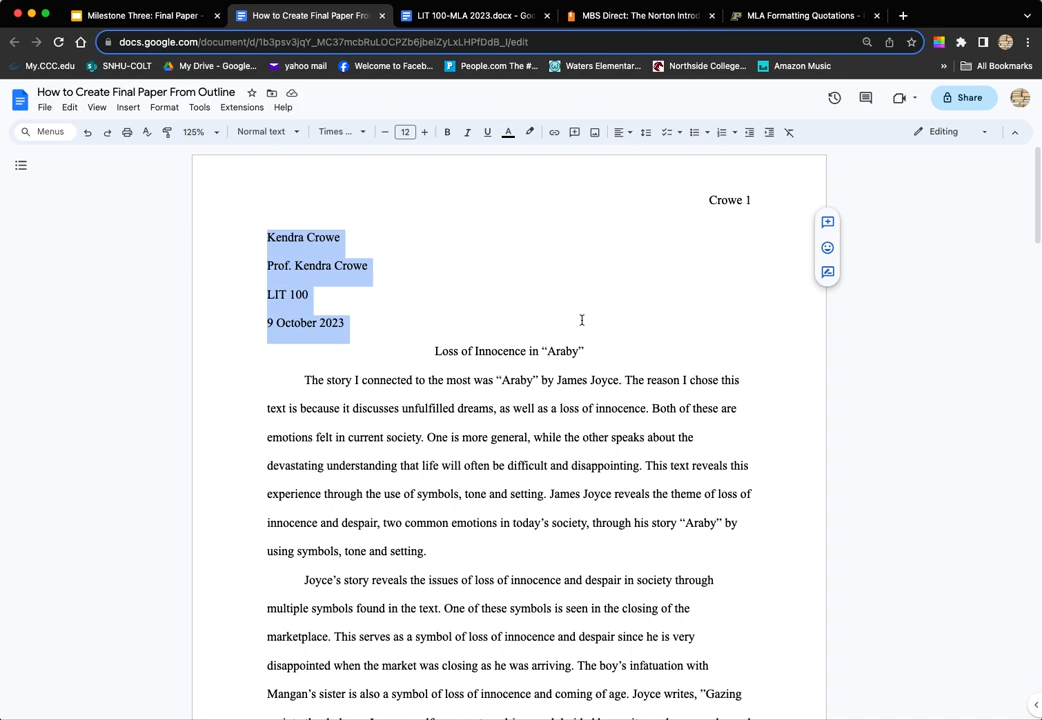 Milestone Three: Final Paper -
How to Create Final Paper From
LIT 100-MLA 2023.docx - Goo
MBS Direct: The Norton Introd
MLA Formatting Quotations -
docs.google.com/document/d/1b3psv3jqY_MC37mcbRuLOCPZb6jbeiZyLxLHPfDdB_I/edit
My.CCC.edu
SNHU-COLT
My Drive - Google...
yahoo mail
Welcome to Faceb...
People.com The #...
Waters Elementar...
Northside College...
Amazon Music
»
All Bookmarks
How to Create Final Paper From Outline
File Edit View Insert Format Tools Extensions Help
Share
Menus
125%
Normal text
Times ...
12
B I U A
Editing
Crowe 1
Kendra Crowe
Prof. Kendra Crowe
LIT 100
9 October 2023
Loss of Innocence in “Araby”
The story I connected to the most was “Araby” by James Joyce. The reason I chose this
text is because it discusses unfulfilled dreams, as well as a loss of innocence. Both of these are
emotions felt in current society. One is more general, while the other speaks about the
devastating understanding that life will often be difficult and disappointing. This text reveals this
experience through the use of symbols, tone and setting. James Joyce reveals the theme of loss of
innocence and despair, two common emotions in today’s society, through his story “Araby” by
using symbols, tone and setting.
Joyce’s story reveals the issues of loss of innocence and despair in society through
multiple symbols found in the text. One of these symbols is seen in the closing of the
marketplace. This serves as a symbol of loss of innocence and despair since he is very
disappointed when the market was closing as he was arriving. The boy’s infatuation with
Mangan’s sister is also a symbol of loss of innocence and coming of age. Joyce writes, ”Gazing